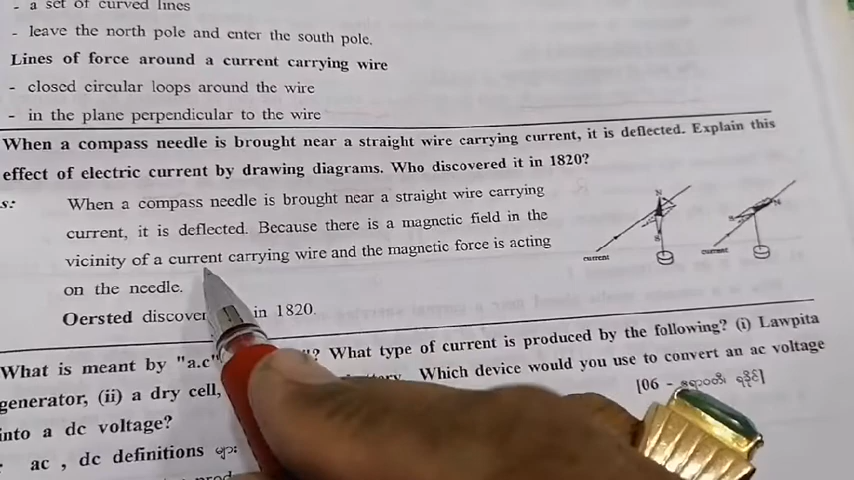 - a set of curved lines
- leave the north pole and enter the south pole.
Lines of force around a current carrying wire
- closed circular loops around the wire
- in the plane perpendicular to the wire
When a compass needle is brought near a straight wire carrying current, it is deflected. Explain this
effect of electric current by drawing diagrams. Who discovered it in 1820?
s: When a compass needle is brought near a straight wire carrying
current, it is deflected. Because there is a magnetic field in the
vicinity of a current carrying wire and the magnetic force is acting
on the needle.
Oersted discover in 1820.
N
S
current
N
S
current
What is meant by "a.c" "? What type of current is produced by the following? (i) Lawpita
generator, (ii) a dry cell, Which device would you use to convert an ac voltage
into a dc voltage? [06 -
ac , dc definitions များ